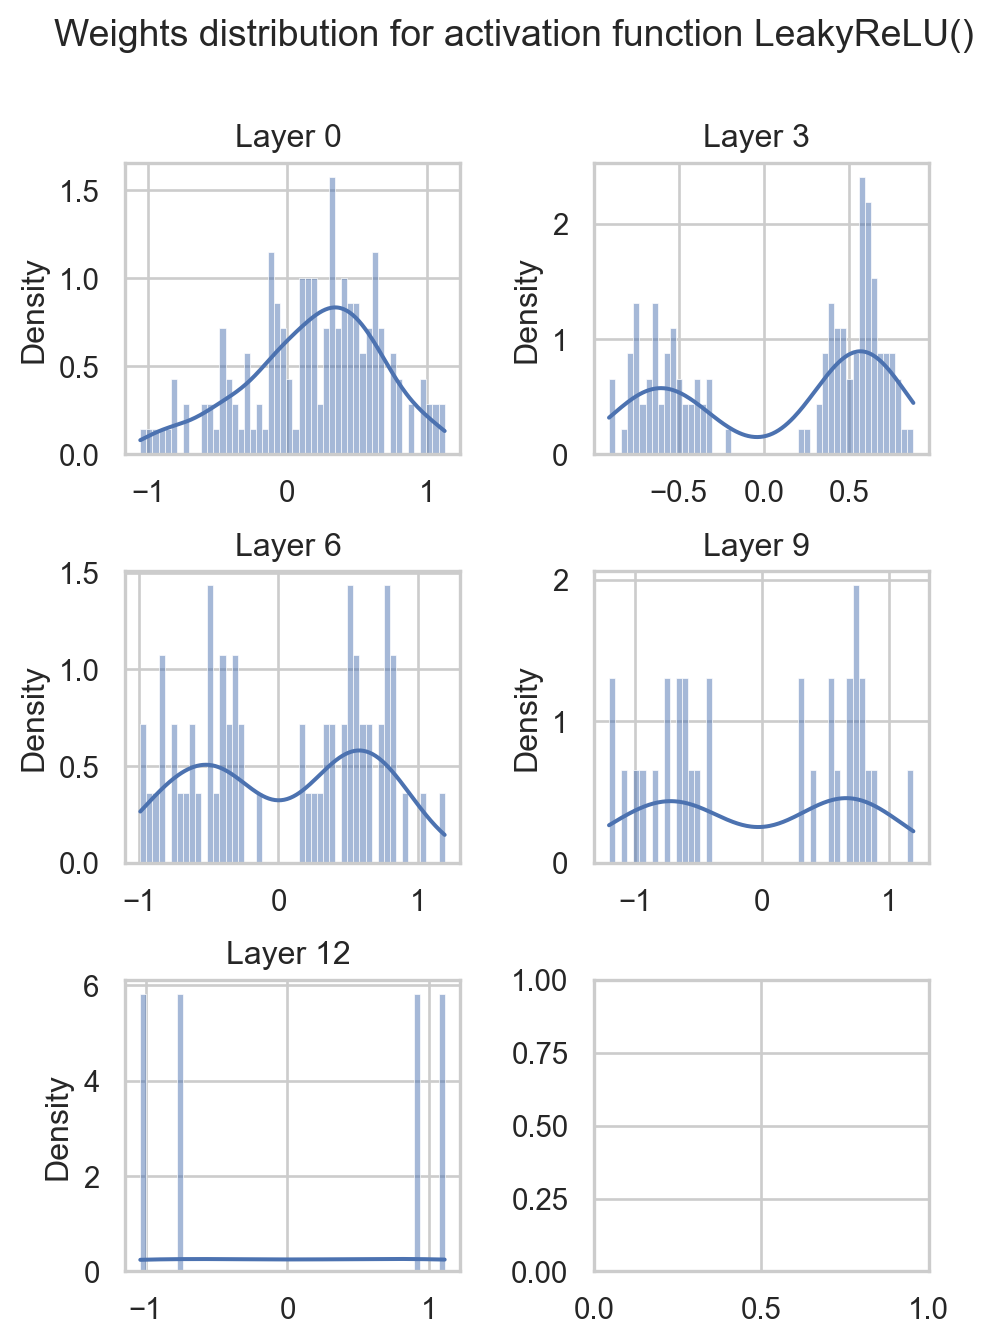 Weights distribution for activation function LeakyReLU()
Layer 0
Layer 3
1.5
1.0
0.5
0.0
Density
−1 0 1
2
1
0
Density
−0.5 0.0 0.5
Layer 6
Layer 9
1.5
1.0
0.5
0.0
Density
−1 0 1
2
1
0
Density
−1 0 1
Layer 12
6
4
2
0
Density
−1 0 1
1.00
0.75
0.50
0.25
0.00
0.0 0.5 1.0